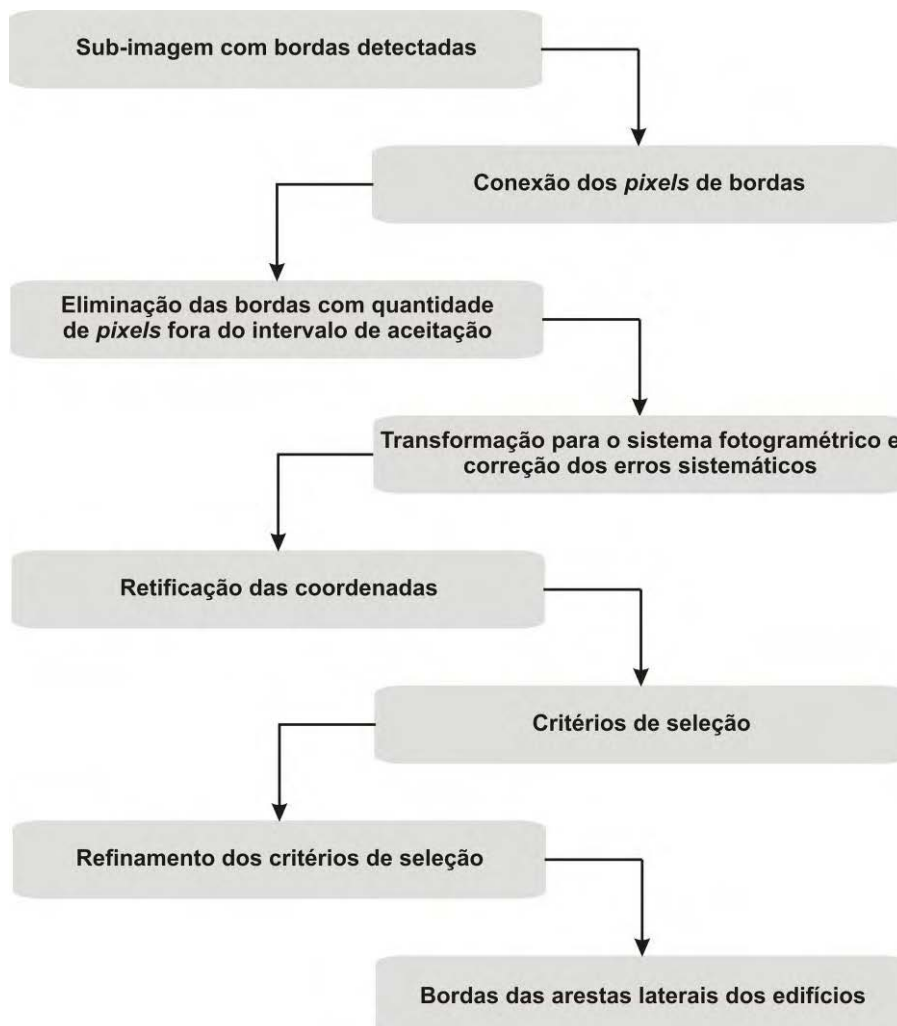 Sub-imagem com bordas detectadas
Conexão dos pixels de bordas
Eliminação das bordas com quantidade
de pixels fora do intervalo de aceitação
Transformação para o sistema fotogramétrico e
correção dos erros sistemáticos
Retificação das coordenadas
Critérios de seleção
Refinamento dos critérios de seleção
Bordas das arestas laterais dos edifícios